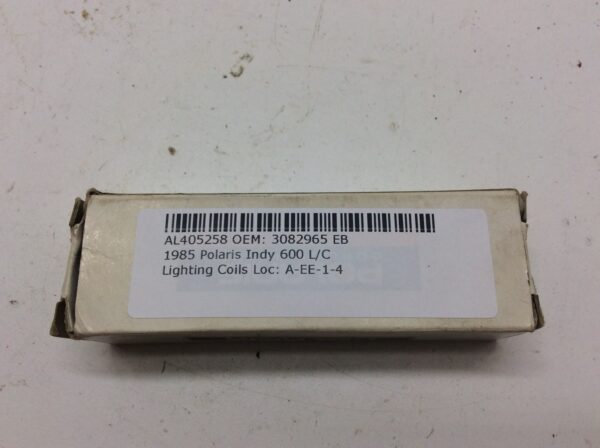 AL405258 OEM: 3082965 EB
1985 Polaris Indy 600 L/C
Lighting Coils Loc: A-EE-1-4